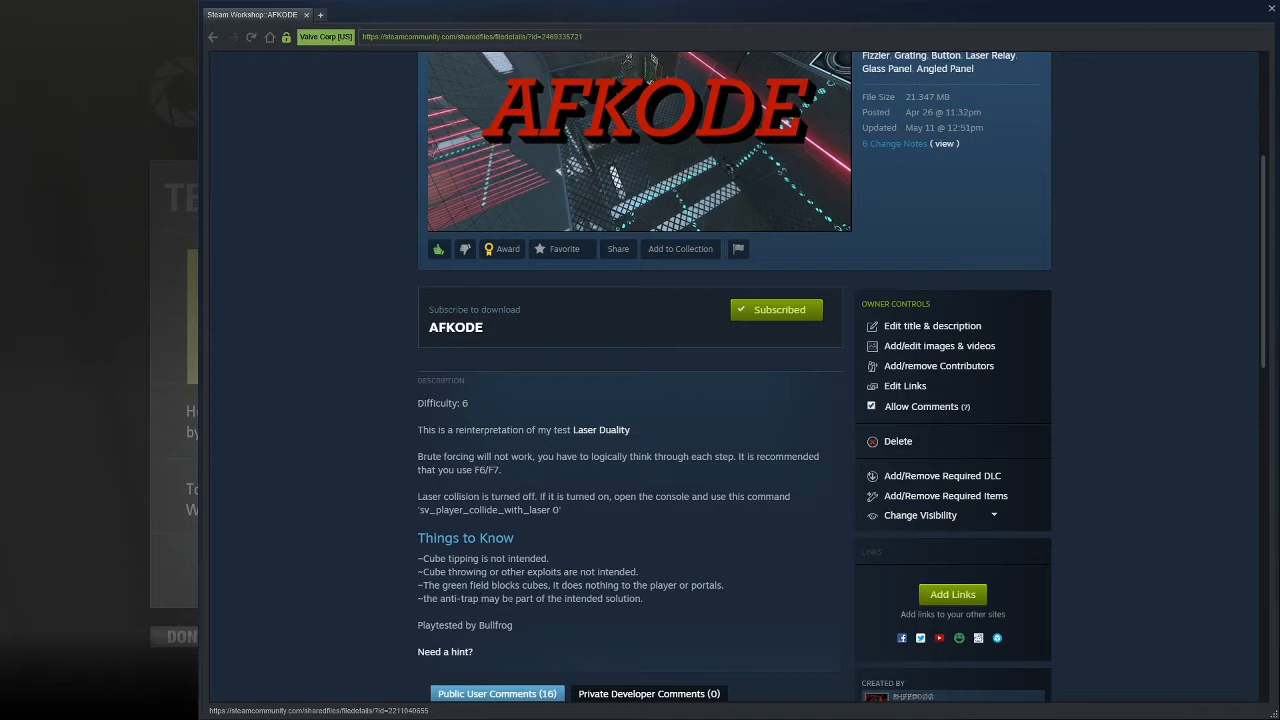 Steam Workshop::AFKODE
Valve Corp [US]
https://steamcommunity.com/sharedfiles/filedetails/?id=2469335721
Fizzler, Grating, Button, Laser Relay,
Glass Panel, Angled Panel
AFKODE
File Size 21.347 MB
Posted Apr 26 @ 11:32pm
Updated May 11 @ 12:51pm
6 Change Notes ( view )
TE
Award Favorite Share Add to Collection
Subscribe to download
AFKODE
Subscribed
OWNER CONTROLS
Edit title & description
Add/edit images & videos
Add/remove Contributors
Edit Links
Allow Comments (?)
Delete
Add/Remove Required DLC
Add/Remove Required Items
Change Visibility
DESCRIPTION
Difficulty: 6
This is a reinterpretation of my test Laser Duality
Brute forcing will not work, you have to logically think through each step. It is recommended
that you use F6/F7.
Laser collision is turned off. If it is turned on, open the console and use this command
'sv_player_collide_with_laser 0'
Things to Know
~Cube tipping is not intended.
~Cube throwing or other exploits are not intended.
~The green field blocks cubes, It does nothing to the player or portals.
~the anti-trap may be part of the intended solution.
Playtested by Bullfrog
Need a hint?
LINKS
Add Links
Add links to your other sites
CREATED BY
Public User Comments (16) Private Developer Comments (0)
DON
https://steamcommunity.com/sharedfiles/filedetails/?id=2211049655